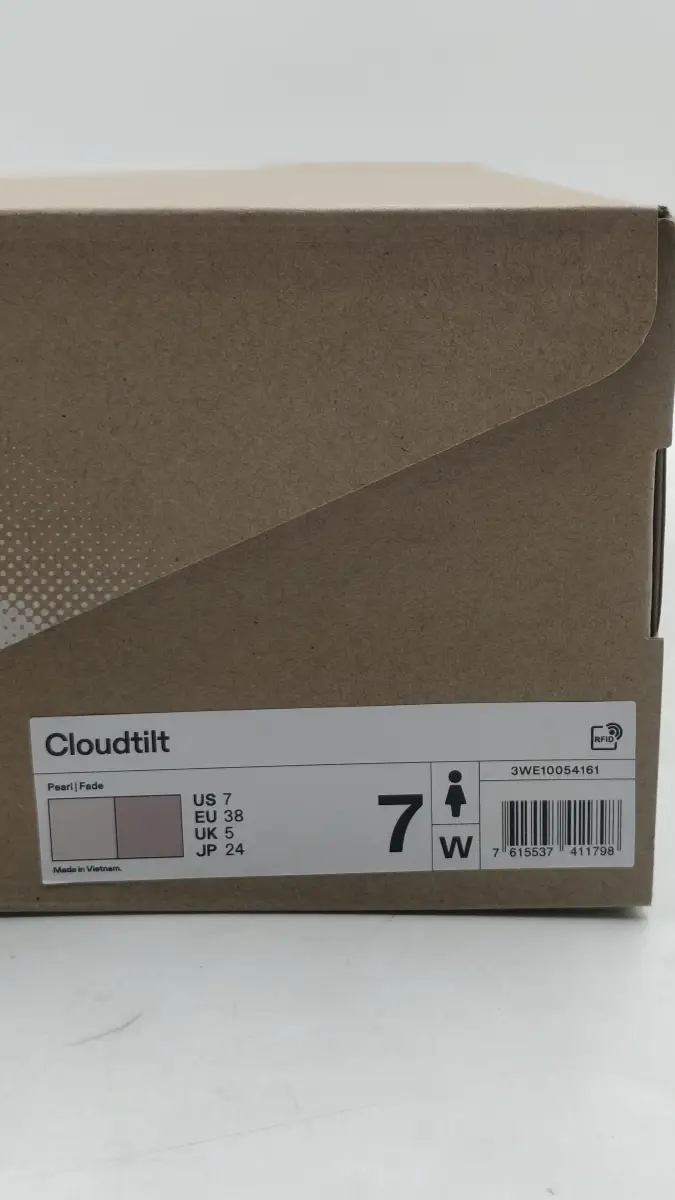 Cloudtilt
RFID
3WE10054161
Pearl | Fade
US 7
EU 38
UK 5
JP 24
7
W
7 615537 411798
Made in Vietnam.